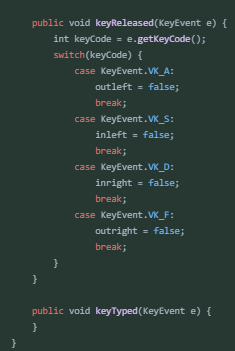 public void keyReleased(KeyEvent e) {
int keyCode = e.getKeyCode();
switch(keyCode) {
case KeyEvent.VK_A:
outleft = false;
break;
case KeyEvent.VK_S:
inleft = false;
break;
case KeyEvent.VK_D:
inright = false;
break;
case KeyEvent.VK_F:
outright = false;
break;
}
}
public void keyTyped(KeyEvent e) {
}
}